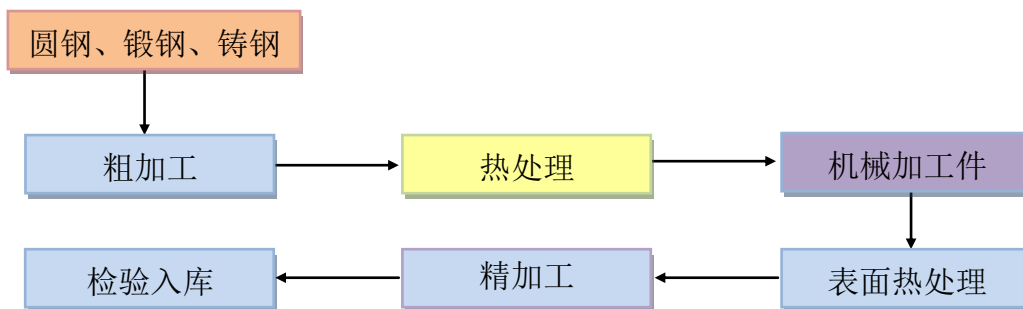 圆钢、锻钢、铸钢
粗加工
热处理
机械加工件
表面热处理
精加工
检验入库